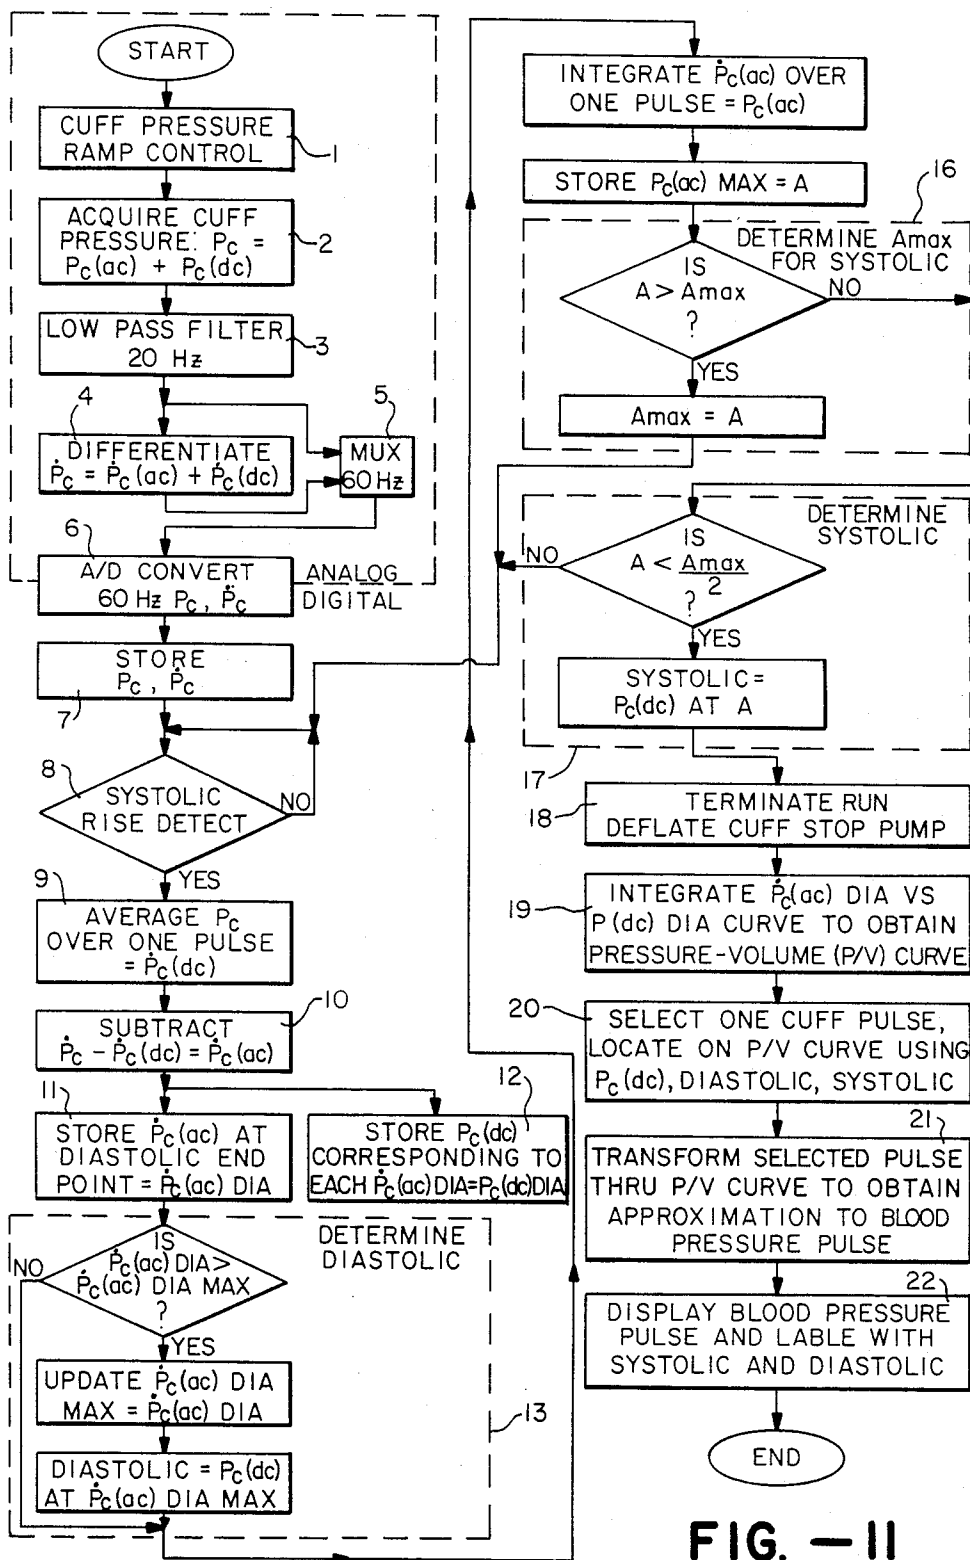 START
CUFF PRESSURE
RAMP CONTROL
1
ACQUIRE CUFF
PRESSURE: Pc =
Pc(ac) + Pc(dc)
2
LOW PASS FILTER
20 Hz
3
4
DIFFERENTIATE
Ṗc = Ṗc(ac) + Ṗc(dc)
5
MUX
60 Hz
6
A/D CONVERT
60 Hz Pc, P̈c
ANALOG
DIGITAL
STORE
Pc, Ṗc
7
8
SYSTOLIC
RISE DETECT
NO
YES
9
AVERAGE Pc
OVER ONE PULSE
= Ṗc(dc)
10
SUBTRACT
Ṗc - Ṗc(dc) = Ṗc(ac)
11
STORE Ṗc(ac) AT
DIASTOLIC END
POINT = Ṗc(ac) DIA
12
STORE Pc(dc)
CORRESPONDING TO
EACH Ṗc(ac) DIA=Pc(dc)DIA
DETERMINE
DIASTOLIC
IS
Ṗc(ac) DIA>
Ṗc(ac) DIA MAX
?
NO
YES
UPDATE Ṗc(ac) DIA
MAX = Ṗc(ac) DIA
13
DIASTOLIC = Pc(dc)
AT Ṗc(ac) DIA MAX
INTEGRATE Ṗc(ac) OVER
ONE PULSE = Pc(ac)
STORE Pc(ac) MAX = A
16
DETERMINE Amax
FOR SYSTOLIC
IS
A > Amax
?
NO
YES
Amax = A
DETERMINE
SYSTOLIC
IS
A < Amax
2
?
NO
YES
SYSTOLIC=
Pc(dc) AT A
17
18
TERMINATE RUN
DEFLATE CUFF STOP PUMP
19
INTEGRATE Ṗc(ac) DIA VS
P(dc) DIA CURVE TO OBTAIN
PRESSURE-VOLUME (P/V) CURVE
20
SELECT ONE CUFF PULSE,
LOCATE ON P/V CURVE USING
Pc(dc), DIASTOLIC, SYSTOLIC
21
TRANSFORM SELECTED PULSE
THRU P/V CURVE TO OBTAIN
APPROXIMATION TO BLOOD
PRESSURE PULSE
22
DISPLAY BLOOD PRESSURE
PULSE AND LABLE WITH
SYSTOLIC AND DIASTOLIC
END
FIG. — 11